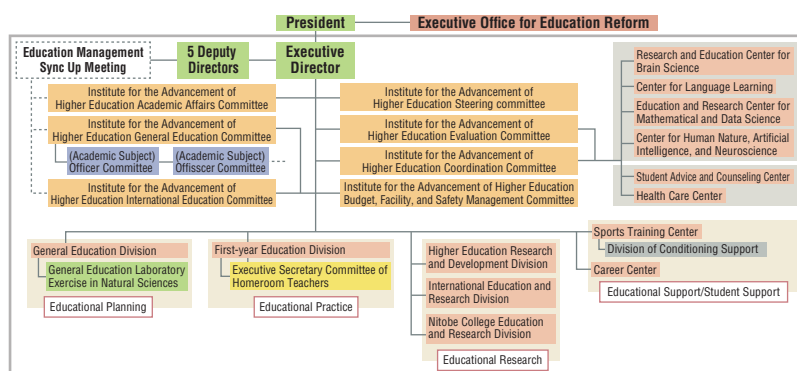 President
Executive Office for Education Reform
Education Management
Sync Up Meeting
5 Deputy
Directors
Executive
Director
Institute for the Advancement of
Higher Education Academic Affairs Committee
Institute for the Advancement of
Higher Education Steering committee
Institute for the Advancement of
Higher Education General Education Committee
Institute for the Advancement of
Higher Education Evaluation Committee
(Academic Subject)
Officer Committee
(Academic Subject)
Offisscer Committee
Institute for the Advancement of
Higher Education Coordination Committee
Institute for the Advancement of
Higher Education International Education Committee
Institute for the Advancement of Higher Education
Budget, Facility, and Safety Management Committee
Research and Education Center for
Brain Science
Center for Language Learning
Education and Research Center for
Mathematical and Data Science
Center for Human Nature, Artificial
Intelligence, and Neuroscience
Student Advice and Counseling Center
Health Care Center
General Education Division
General Education Laboratory
Exercise in Natural Sciences
Educational Planning
First-year Education Division
Executive Secretary Committee of
Homeroom Teachers
Educational Practice
Higher Education Research
and Development Division
International Education and
Research Division
Nitobe College Education
and Research Division
Educational Research
Sports Training Center
Division of Conditioning Support
Career Center
Educational Support/Student Support